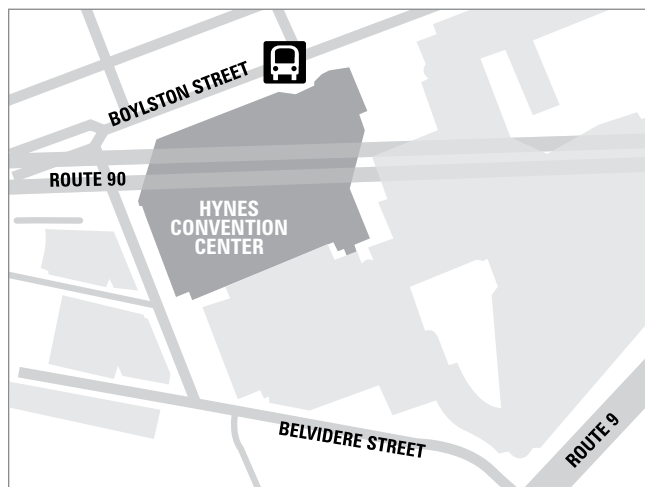 BOYLSTON STREET
ROUTE 90
HYNES
CONVENTION
CENTER
BELVIDERE STREET
ROUTE 9